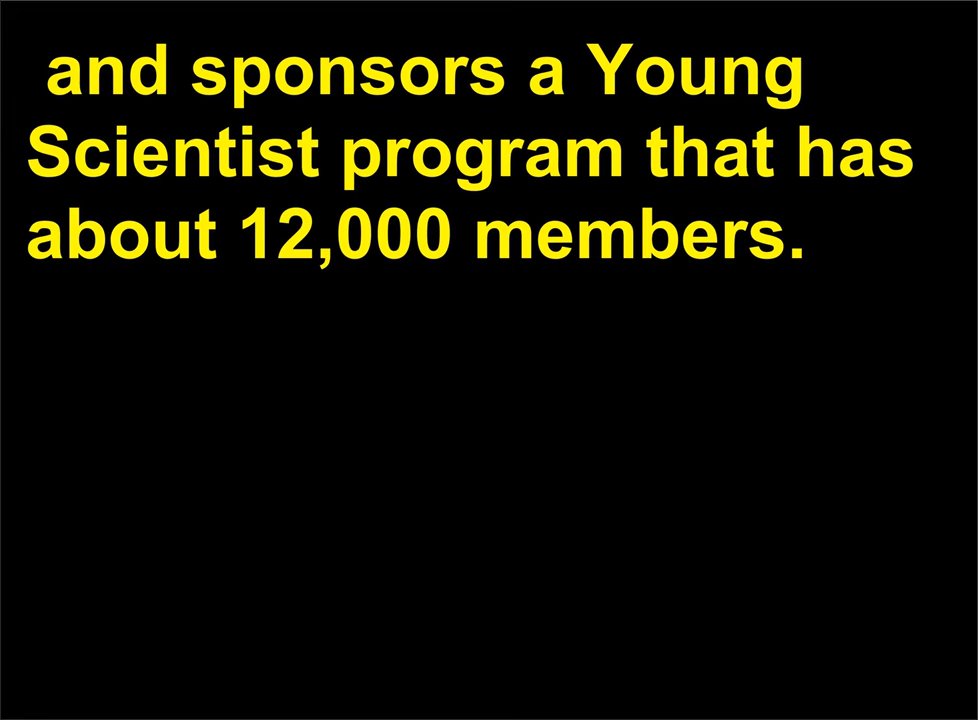 and sponsors a Young
Scientist program that has
about 12,000 members.